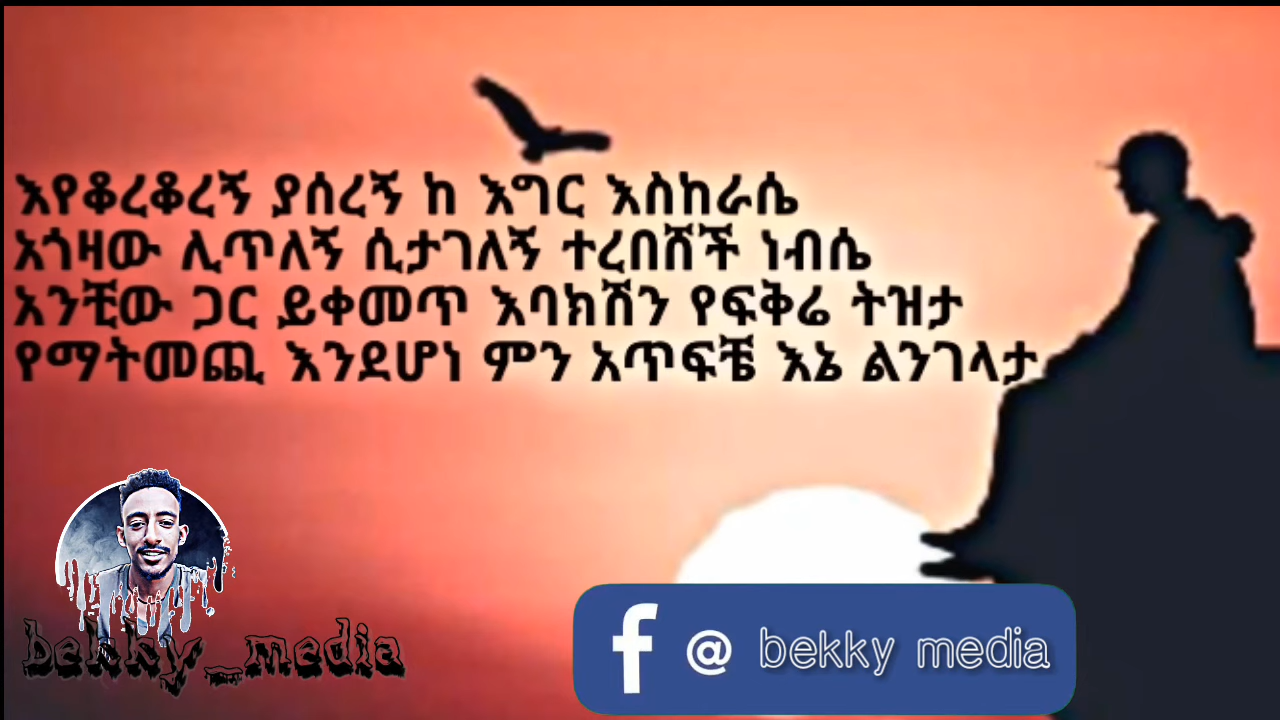 እየቆረቆረኝ ያሰረኝ ከ እግር እስከራሴ
አጎዛው ሊጥለኝ ሲታገለኝ ተረበሸች ነብሴ
አንቺው ጋር ይቀመጥ እባክሽን የፍቅሬ ትዝታ
የማትመጪ እንደሆነ ምን አጥፍቼ እኔ ልንገላታ
bekky_media
f @ bekky media